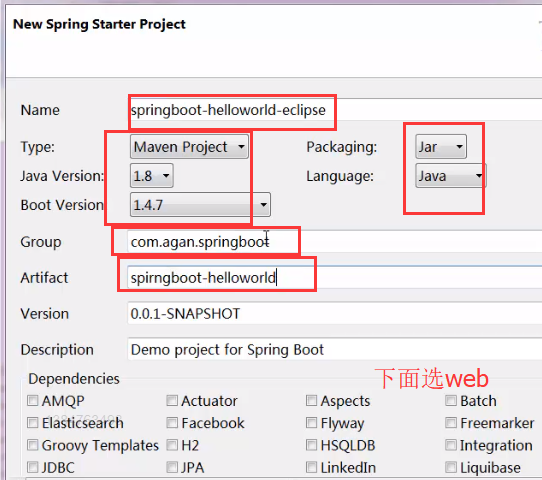 New Spring Starter Project
Name springboot-helloworld-eclipse
Type: Maven Project Packaging: Jar
Java Version: 1.8 Language: Java
Boot Version 1.4.7
Group com.agan.springboot
Artifact spirngboot-helloworld
Version 0.0.1-SNAPSHOT
Description Demo project for Spring Boot
Dependencies 下面选web
AMQP Actuator Aspects Batch
Elasticsearch Facebook Flyway Freemarker
Groovy Templates H2 HSQLDB Integration
JDBC JPA LinkedIn Liquibase